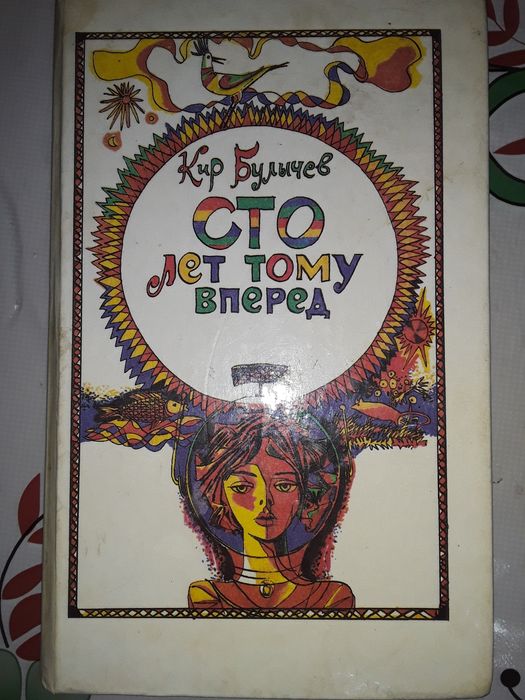 Кир Булычев
СТО
лет тому
вперед